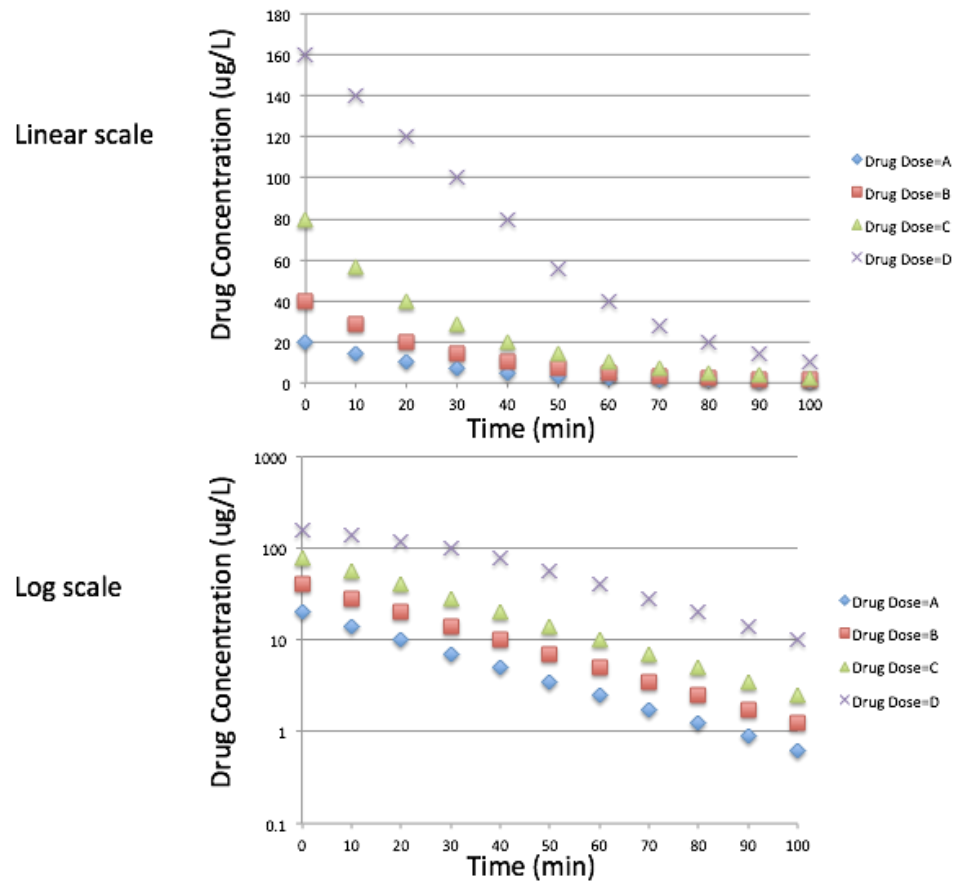 Linear scale
Drug Concentration (ug/L)
180
160
140
120
100
80
60
40
20
0
0 10 20 30 40 50 60 70 80 90 100
Time (min)
Drug Dose=A
Drug Dose=B
Drug Dose=C
Drug Dose=D
Log scale
Drug Concentration (ug/L)
1000
100
10
1
0.1
0 10 20 30 40 50 60 70 80 90 100
Time (min)
Drug Dose=A
Drug Dose=B
Drug Dose=C
Drug Dose=D